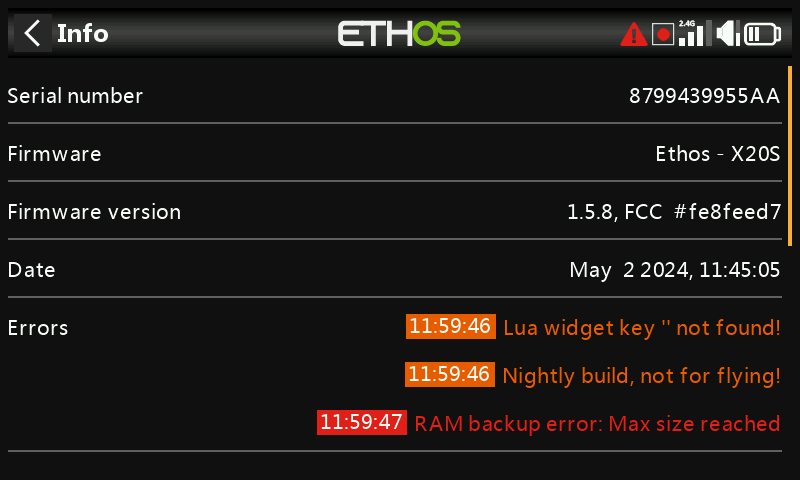 Info
ETHOS
2.4G
Serial number 8799439955AA
Firmware Ethos - X20S
Firmware version 1.5.8, FCC #fe8feed7
Date May 2 2024, 11:45:05
Errors 11:59:46 Lua widget key '' not found!
11:59:46 Nightly build, not for flying!
11:59:47 RAM backup error: Max size reached